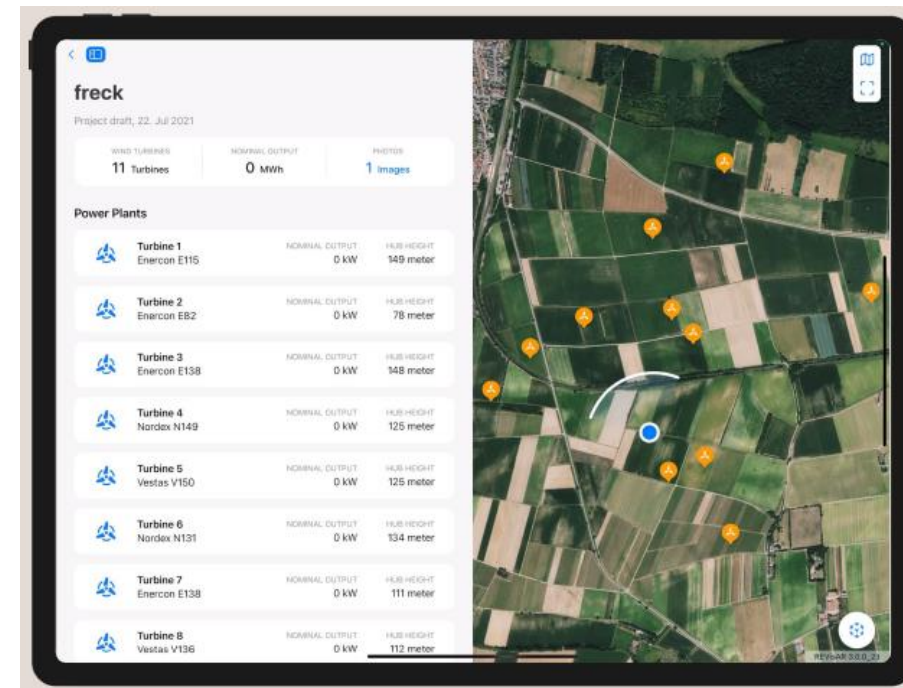 freck
Project draft, 22. Jul 2021
WIND TURBINES NOMINAL OUTPUT PHOTOS
11 Turbines 0 MWh 1 Images
Power Plants
Turbine 1 NOMINAL OUTPUT HUB HEIGHT
Enercon E115 0 kW 149 meter
Turbine 2 NOMINAL OUTPUT HUB HEIGHT
Enercon E82 0 kW 78 meter
Turbine 3 NOMINAL OUTPUT HUB HEIGHT
Enercon E138 0 kW 148 meter
Turbine 4 NOMINAL OUTPUT HUB HEIGHT
Nordex N149 0 kW 125 meter
Turbine 5 NOMINAL OUTPUT HUB HEIGHT
Vestas V150 0 kW 125 meter
Turbine 6 NOMINAL OUTPUT HUB HEIGHT
Nordex N131 0 kW 134 meter
Turbine 7 NOMINAL OUTPUT HUB HEIGHT
Enercon E138 0 kW 111 meter
Turbine 8 NOMINAL OUTPUT HUB HEIGHT
Vestas V136 0 kW 112 meter